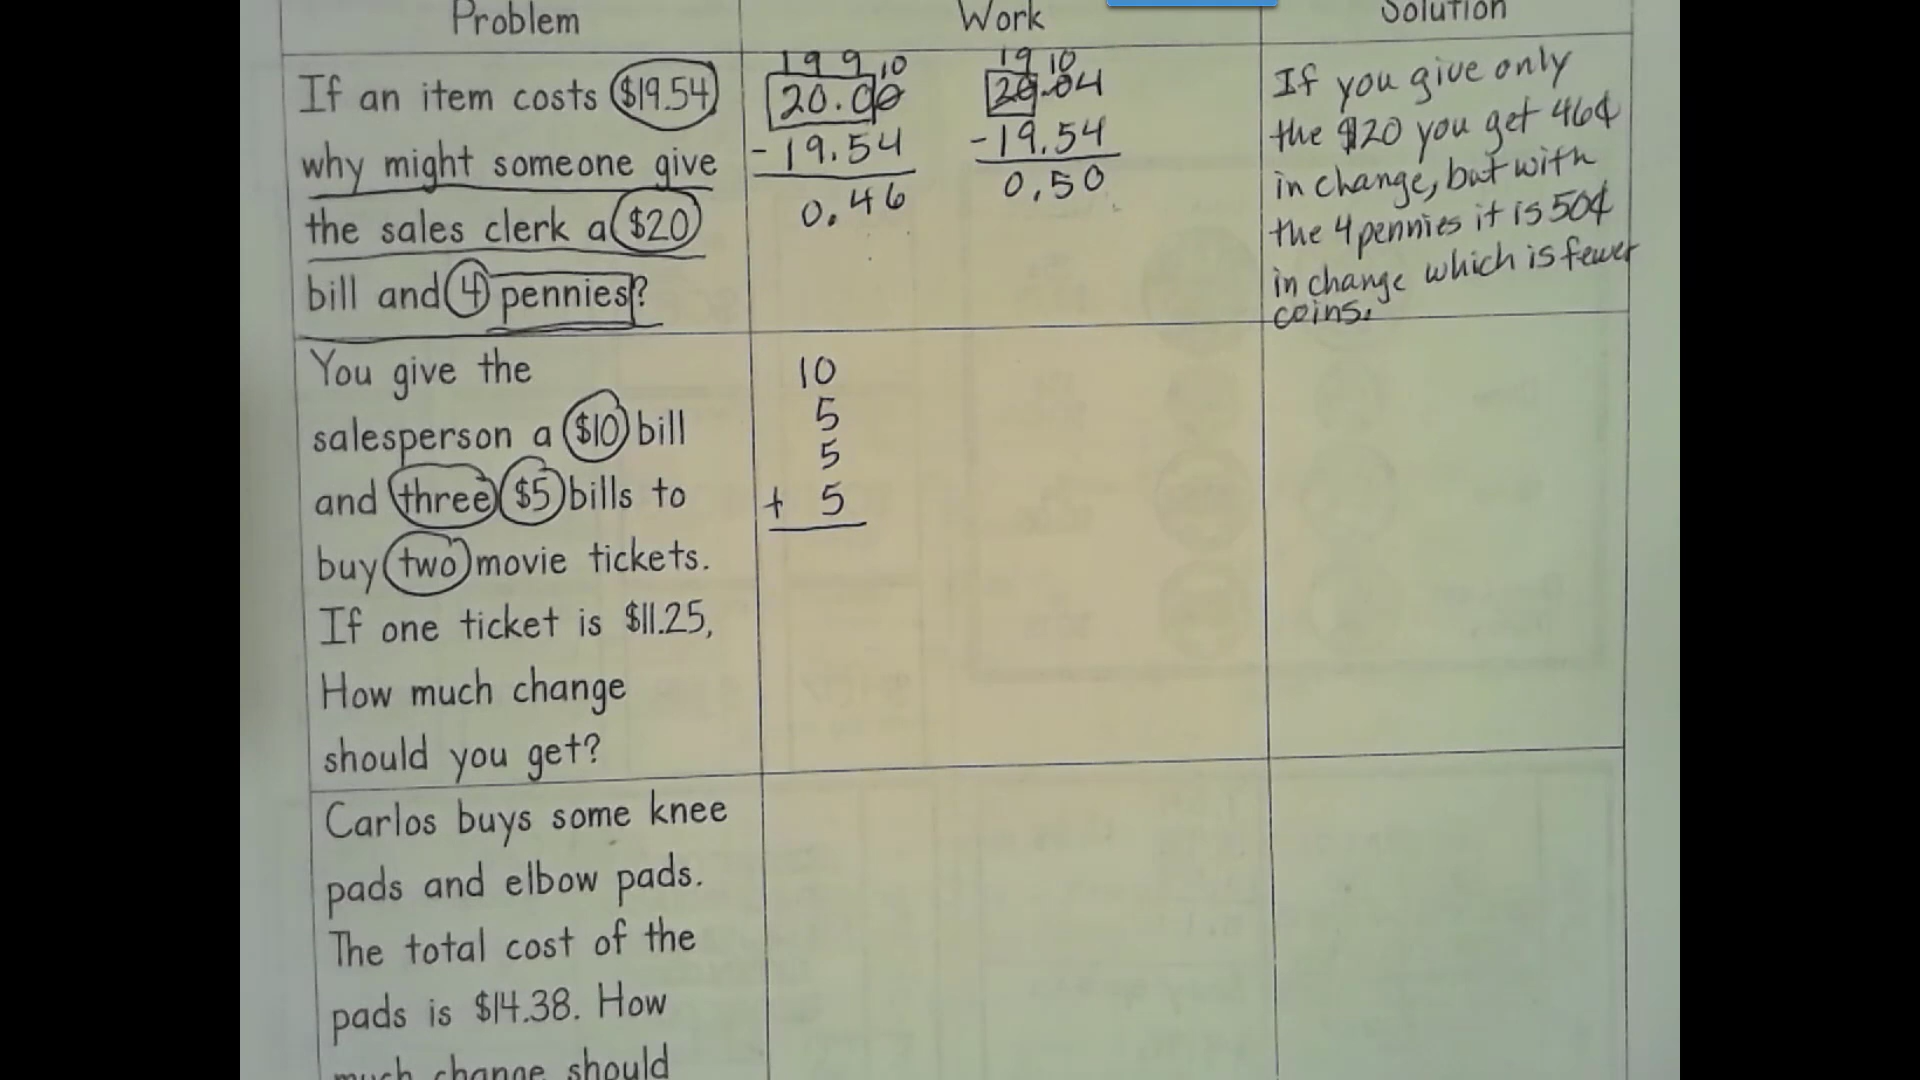 Problem Work Solution
If an item costs $19.54
why might someone give
the sales clerk a $20
bill and 4 pennies?
19 9 10
20.00
-19.54
0.46
19 10
20.04
-19.54
0.50
If you give only
the $20 you get 46¢
in change, but with
the 4 pennies it is 50¢
in change which is fewer
coins.
You give the
salesperson a $10 bill
and three $5 bills to
buy two movie tickets.
If one ticket is $11.25,
How much change
should you get?
10
5
5
+ 5
Carlos buys some knee
pads and elbow pads.
The total cost of the
pads is $14.38. How
much change should